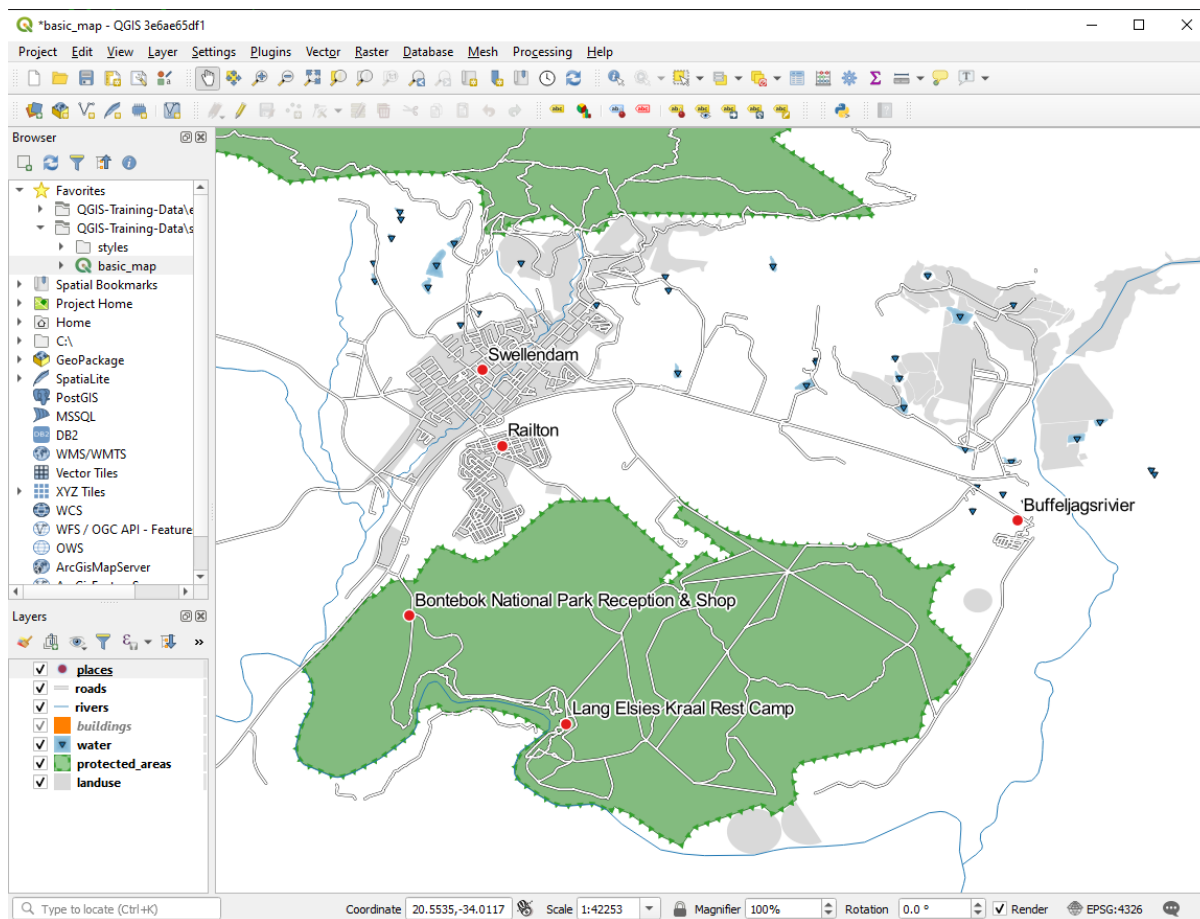 *basic_map - QGIS 3e6ae65df1
Project Edit View Layer Settings Plugins Vector Raster Database Mesh Processing Help
Browser
Favorites
QGIS-Training-Data\e
QGIS-Training-Data\s
styles
basic_map
Spatial Bookmarks
Project Home
Home
C:\
GeoPackage
SpatiaLite
PostGIS
MSSQL
DB2
WMS/WMTS
Vector Tiles
XYZ Tiles
WCS
WFS / OGC API - Feature
OWS
ArcGisMapServer
Layers
places
roads
rivers
buildings
water
protected_areas
landuse
Swellendam
Railton
Buffeljagsrivier
Bontebok National Park Reception & Shop
Lang Elsies Kraal Rest Camp
Type to locate (Ctrl+K) Coordinate 20.5535,-34.0117 Scale 1:42253 Magnifier 100% Rotation 0.0 ° Render EPSG:4326